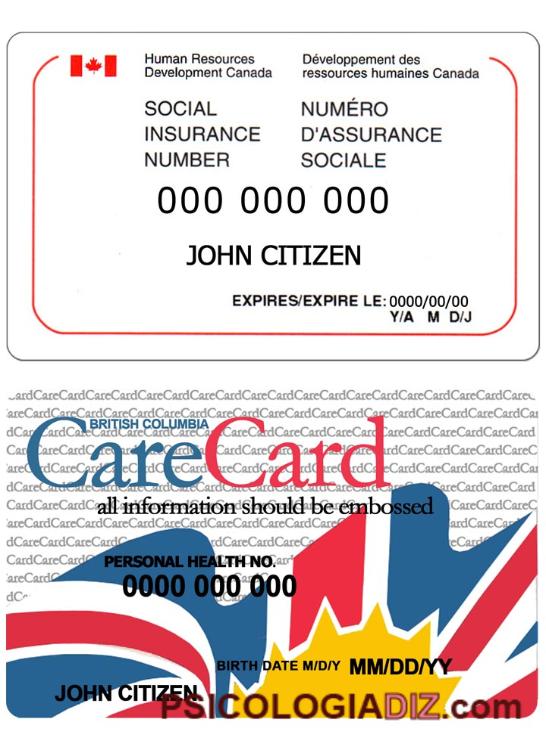 Human Resources
Development Canada
Développement des
ressources humaines Canada
SOCIAL
INSURANCE
NUMBER
NUMÉRO
D'ASSURANCE
SOCIALE
000 000 000
JOHN CITIZEN
EXPIRES/EXPIRE LE: 0000/00/00
Y/A M D/J
BRITISH COLUMBIA
CareCard
all information should be embossed
PERSONAL HEALTH NO.
0000 000 000
BIRTH DATE M/D/Y MM/DD/YY
JOHN CITIZEN
PSICOLOGIADIZ.com